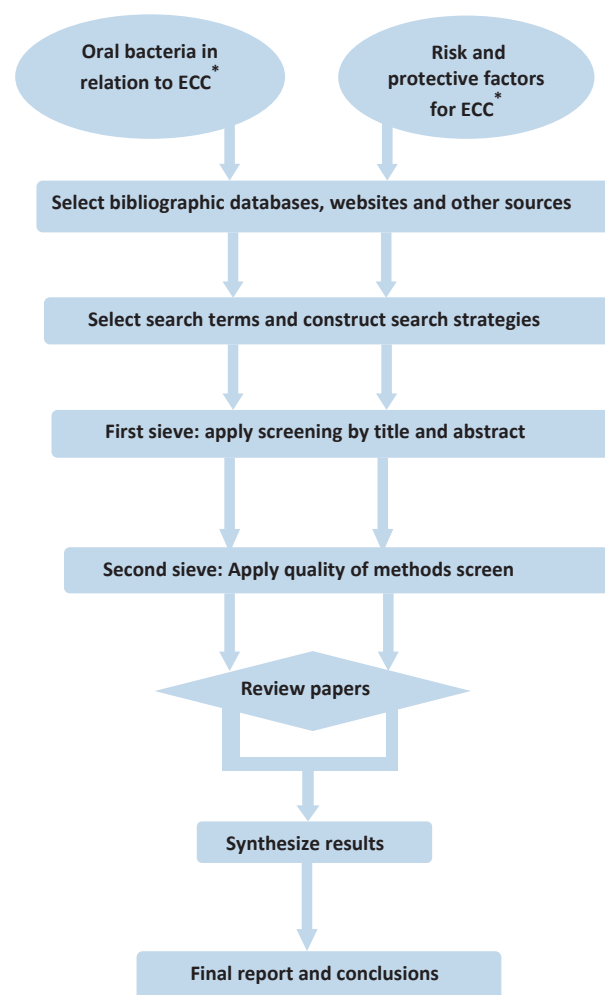 Oral bacteria in
relation to ECC*
Risk and
protective factors
for ECC*
Select bibliographic databases, websites and other sources
Select search terms and construct search strategies
First sieve: apply screening by title and abstract
Second sieve: Apply quality of methods screen
Review papers
Synthesize results
Final report and conclusions